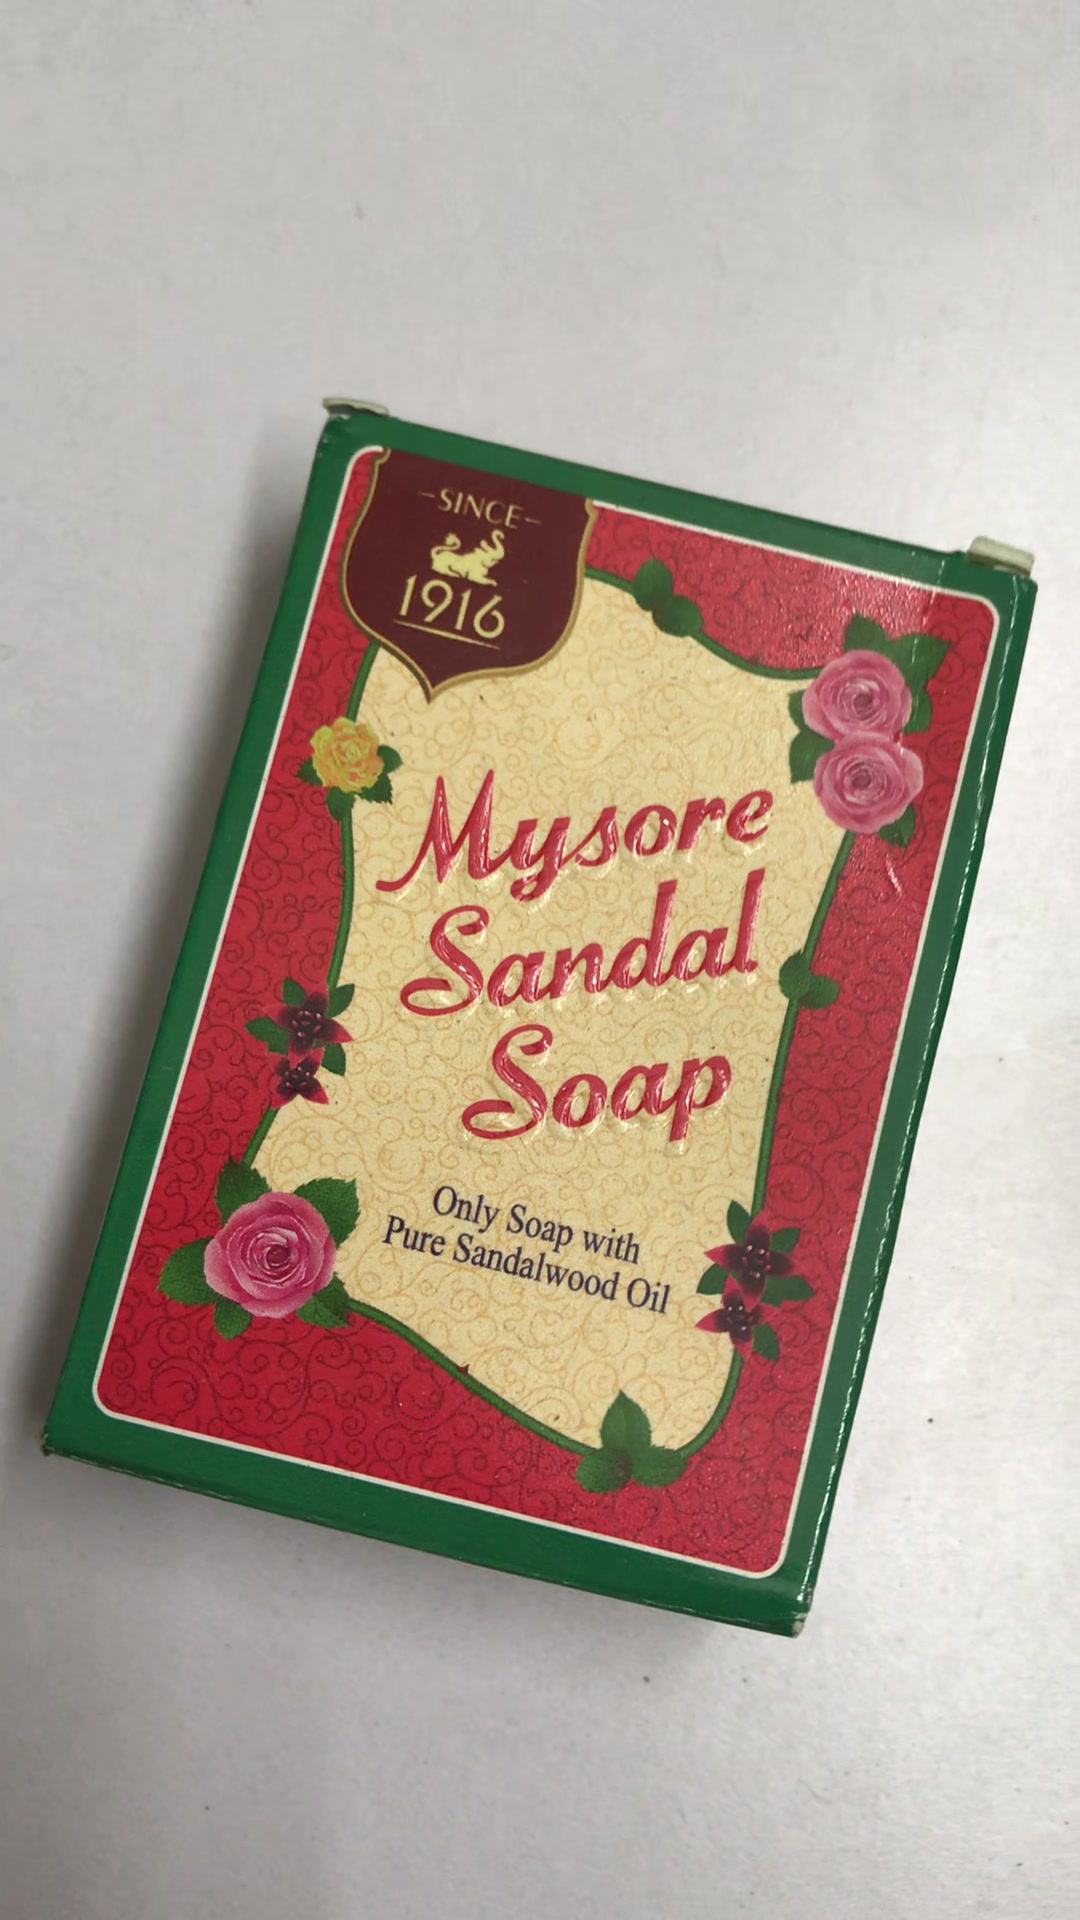 -SINCE-
1916
Mysore
Sandal
Soap
Only Soap with
Pure Sandalwood Oil